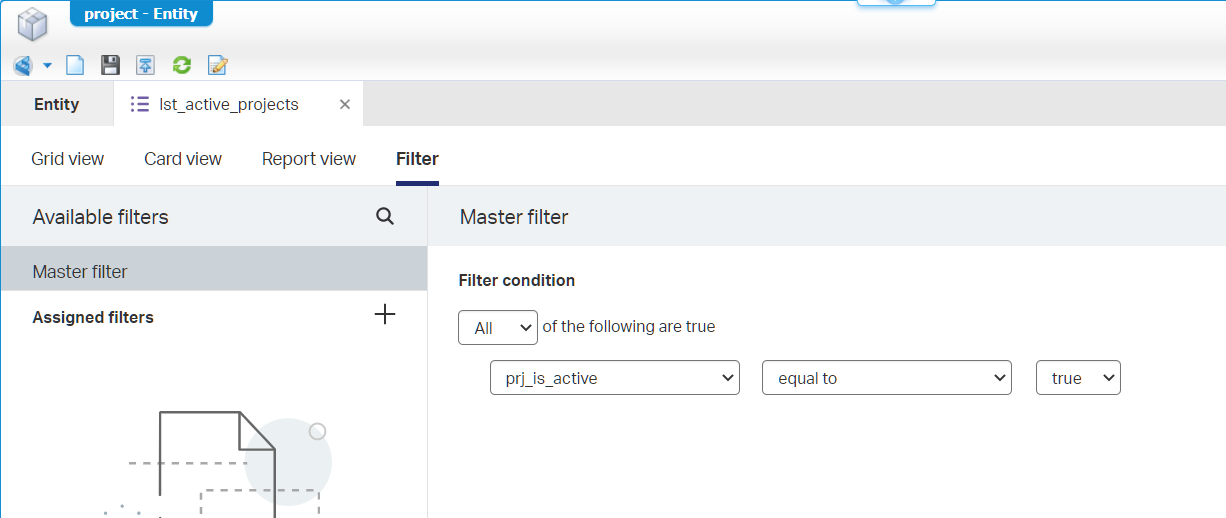 project - Entity
Entity
lst_active_projects
Grid view Card view Report view Filter
Available filters
Master filter
Assigned filters
Master filter
Filter condition
All of the following are true
prj_is_active equal to true